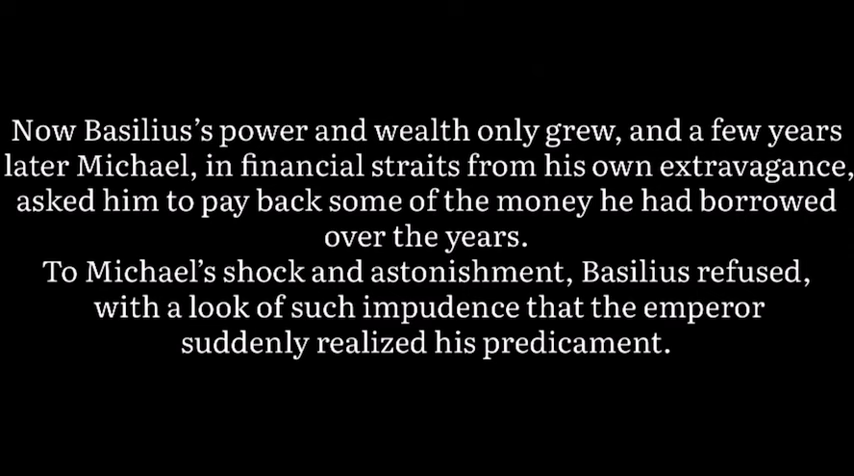 Now Basilius’s power and wealth only grew, and a few years
later Michael, in financial straits from his own extravagance,
asked him to pay back some of the money he had borrowed
over the years.
To Michael’s shock and astonishment, Basilius refused,
with a look of such impudence that the emperor
suddenly realized his predicament.